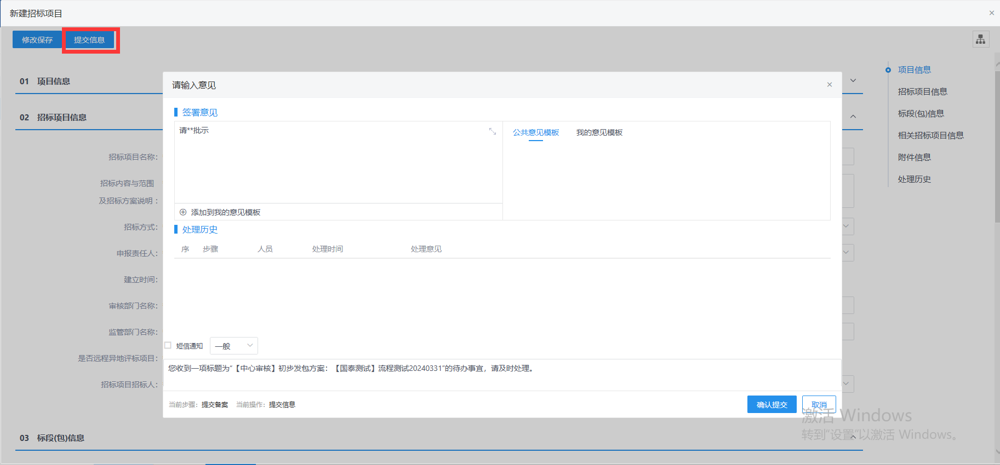 新建招标项目
修改保存 提交信息
01 项目信息
02 招标项目信息
招标项目名称：
招标内容与范围
及招标方案说明：
招标方式：
申报责任人：
建立时间：
审核部门名称：
监管部门名称：
是否远程异地评标项目：
招标项目招标人：
03 标段(包)信息
请输入意见
签署意见
请**批示
公共意见模板 我的意见模板
添加到我的意见模板
处理历史
序 步骤 人员 处理时间 处理意见
短信通知 一般
您收到一项标题为“【中心审核】初步发包方案：【国泰测试】流程测试20240331”的待办事宜，请及时处理。
当前步骤：提交备案 当前操作：提交信息
确认提交 取消
项目信息
招标项目信息
标段(包)信息
相关招标项目信息
附件信息
处理历史
激活 Windows
转到“设置”以激活 Windows。